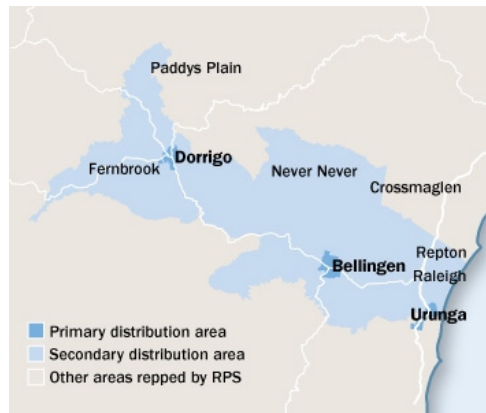 Paddys Plain
Dorrigo
Fernbrook
Never Never
Crossmaglen
Repton
Bellingen
Raleigh
Urunga
Primary distribution area
Secondary distribution area
Other areas repped by RPS